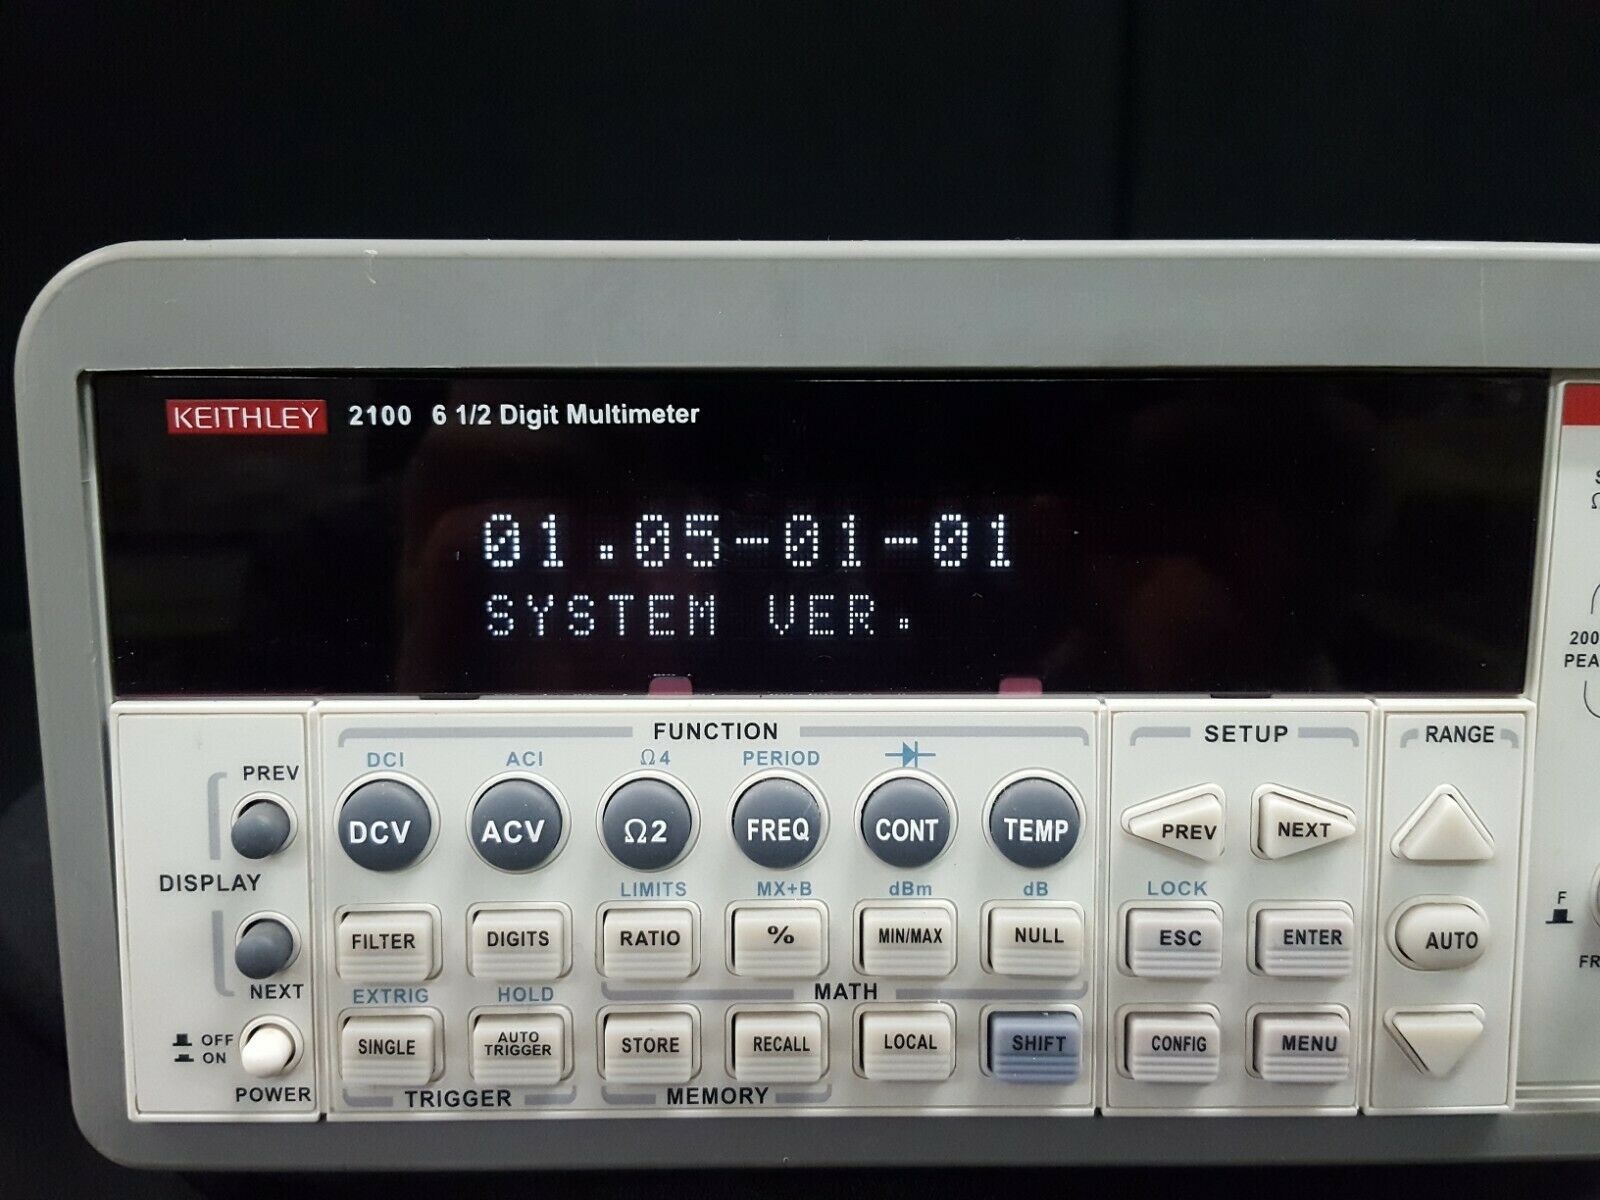 KEITHLEY 2100 6 1/2 Digit Multimeter
01.05-01-01
SYSTEM VER.
FUNCTION SETUP RANGE
DCI ACI Ω4 PERIOD
PREV
DCV ACV Ω2 FREQ CONT TEMP PREV NEXT
DISPLAY
LIMITS MX+B dBm dB LOCK
FILTER DIGITS RATIO % MIN/MAX NULL ESC ENTER AUTO
NEXT
EXTRIG HOLD MATH
OFF
ON
SINGLE AUTO TRIGGER STORE RECALL LOCAL SHIFT CONFIG MENU
POWER
TRIGGER MEMORY
200
PEA
F
FR